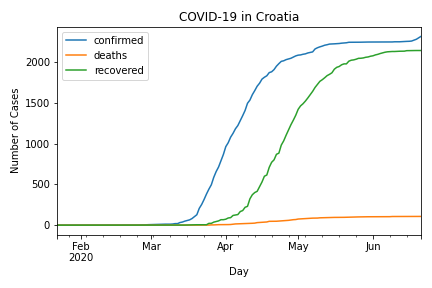 COVID-19 in Croatia
confirmed
deaths
recovered
Number of Cases
2000
1500
1000
500
0
Feb Mar Apr May Jun
2020
Day